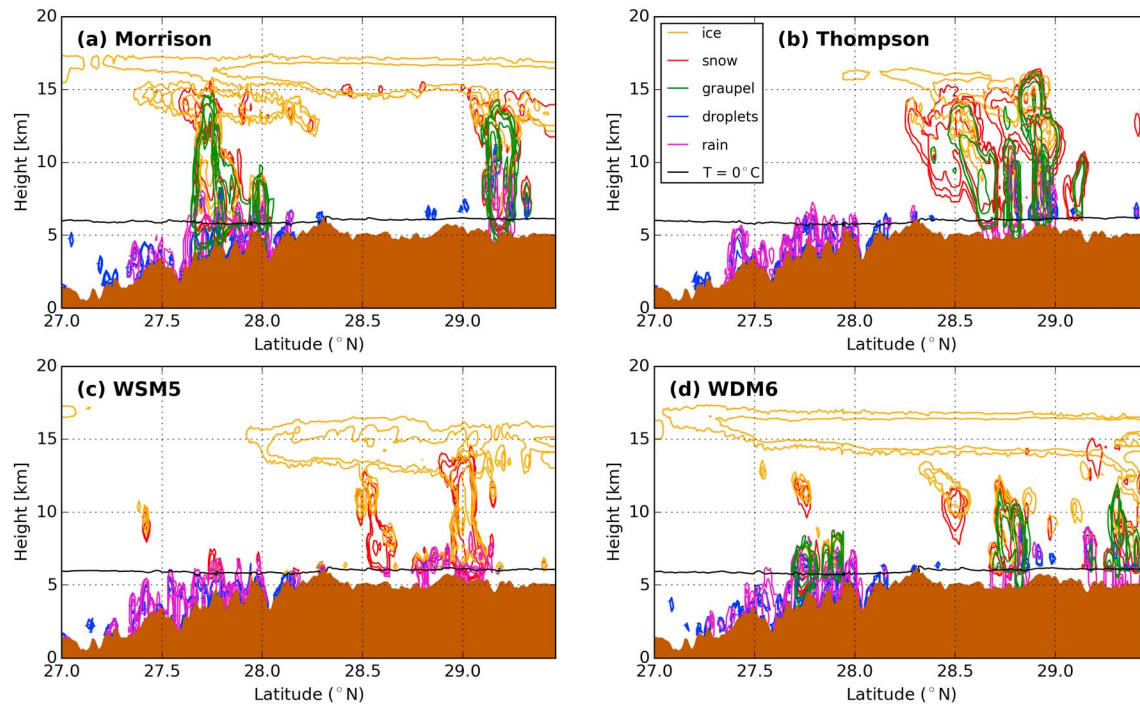 (a) Morrison
20
15
10
5
0
Height [km]
27.0 27.5 28.0 28.5 29.0
Latitude (°N)
(b) Thompson
ice
snow
graupel
droplets
rain
T = 0°C
20
15
10
5
0
Height [km]
27.0 27.5 28.0 28.5 29.0
Latitude (°N)
(c) WSM5
20
15
10
5
0
Height [km]
27.0 27.5 28.0 28.5 29.0
Latitude (°N)
(d) WDM6
20
15
10
5
0
Height [km]
27.0 27.5 28.0 28.5 29.0
Latitude (°N)